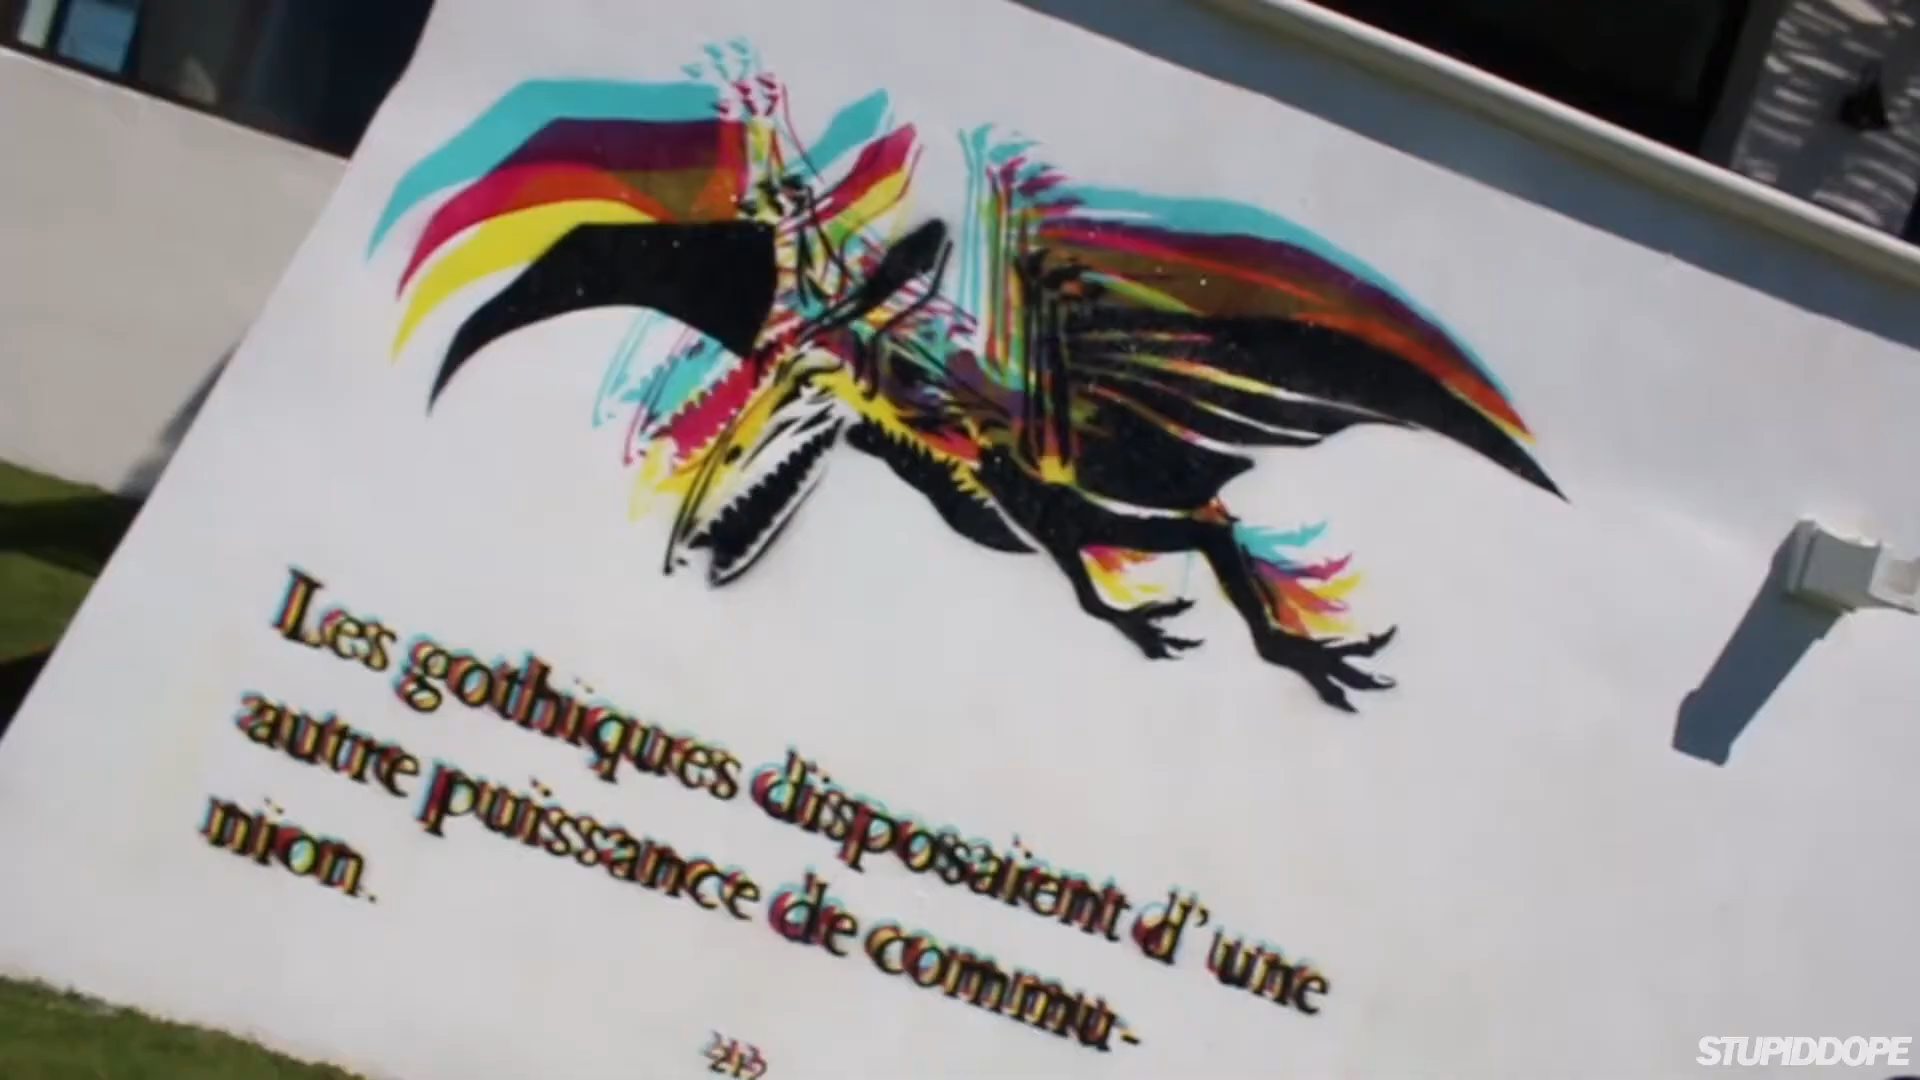 Les gothiques disposaient d'une
autre puissance de commu-
nion.
STUPIDDOPE